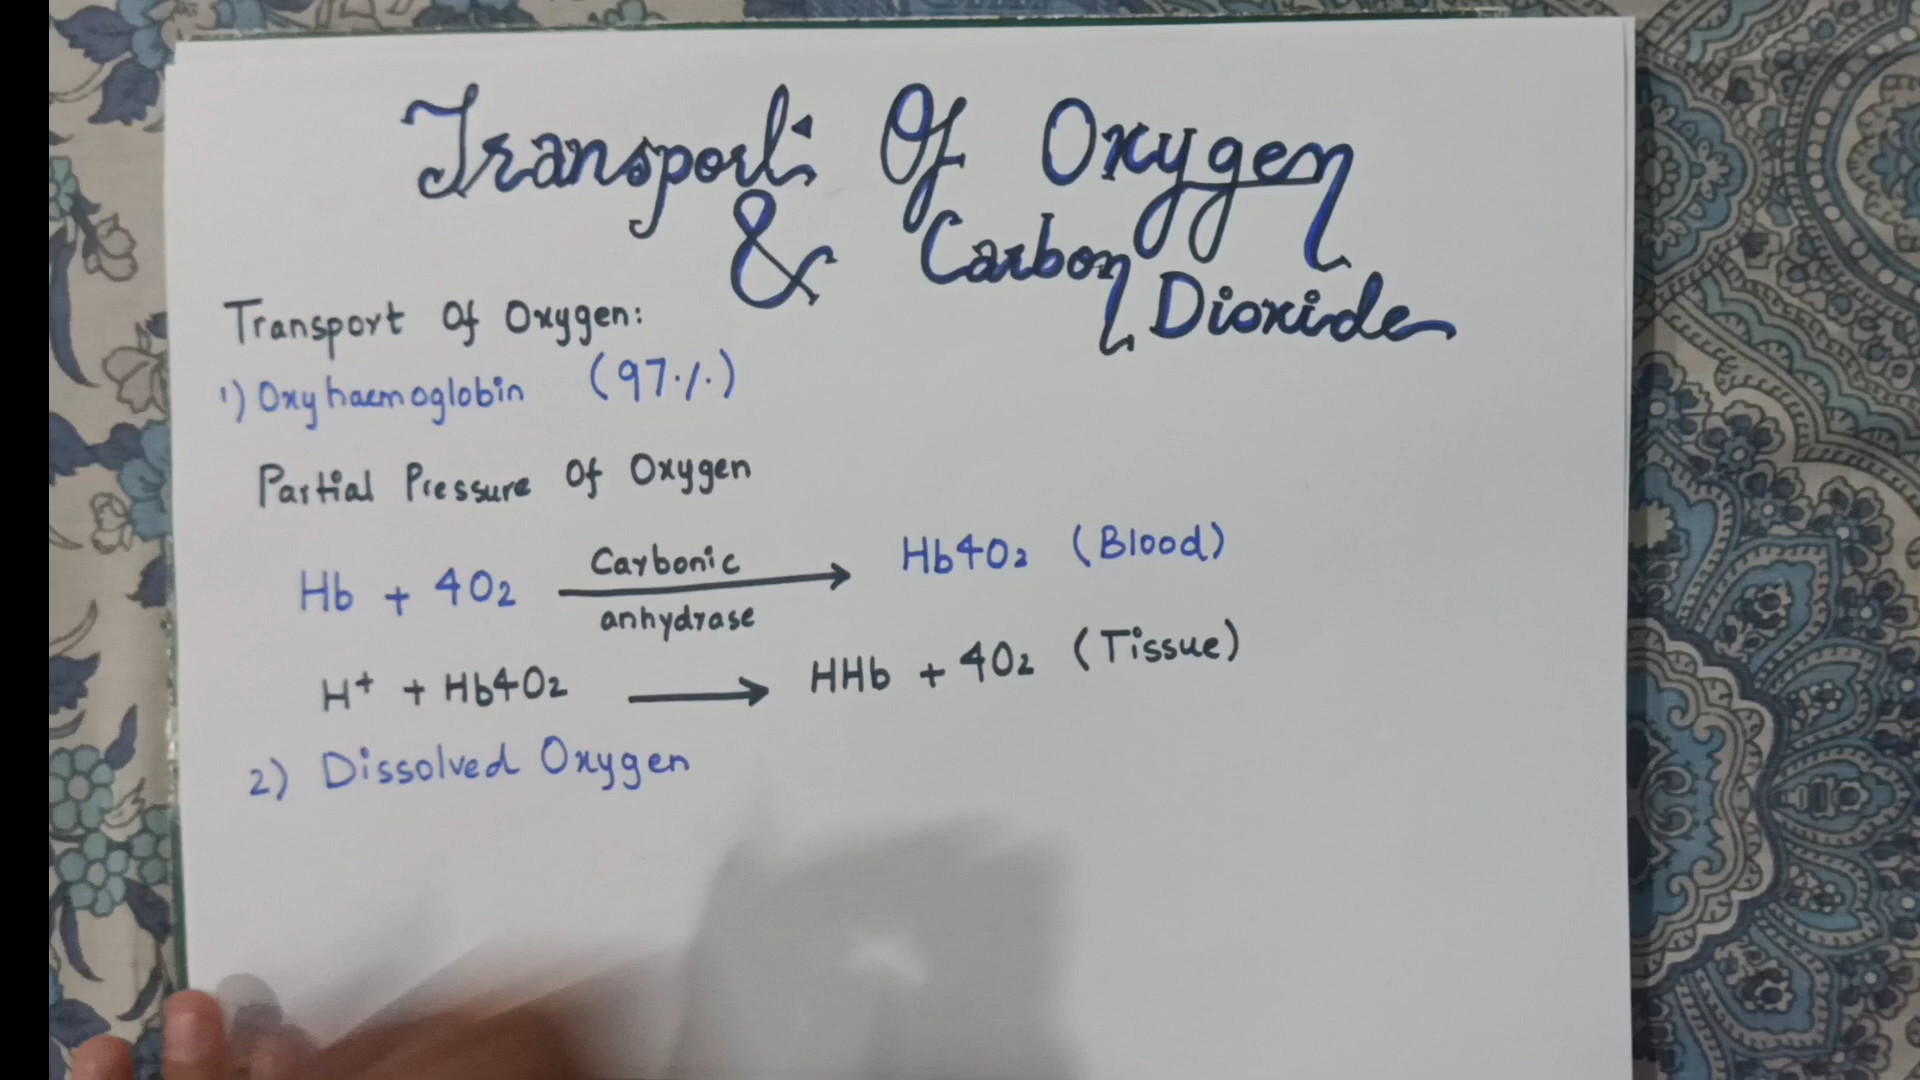 Transport Of Oxygen
& Carbon
Dioxide
Transport Of Oxygen:
1) Oxyhaemoglobin (97%)
Partial Pressure Of Oxygen
Hb + 4O2 Carbonic anhydrase → Hb4O2 (Blood)
H+ + Hb4O2 → HHb + 4O2 (Tissue)
2) Dissolved Oxygen